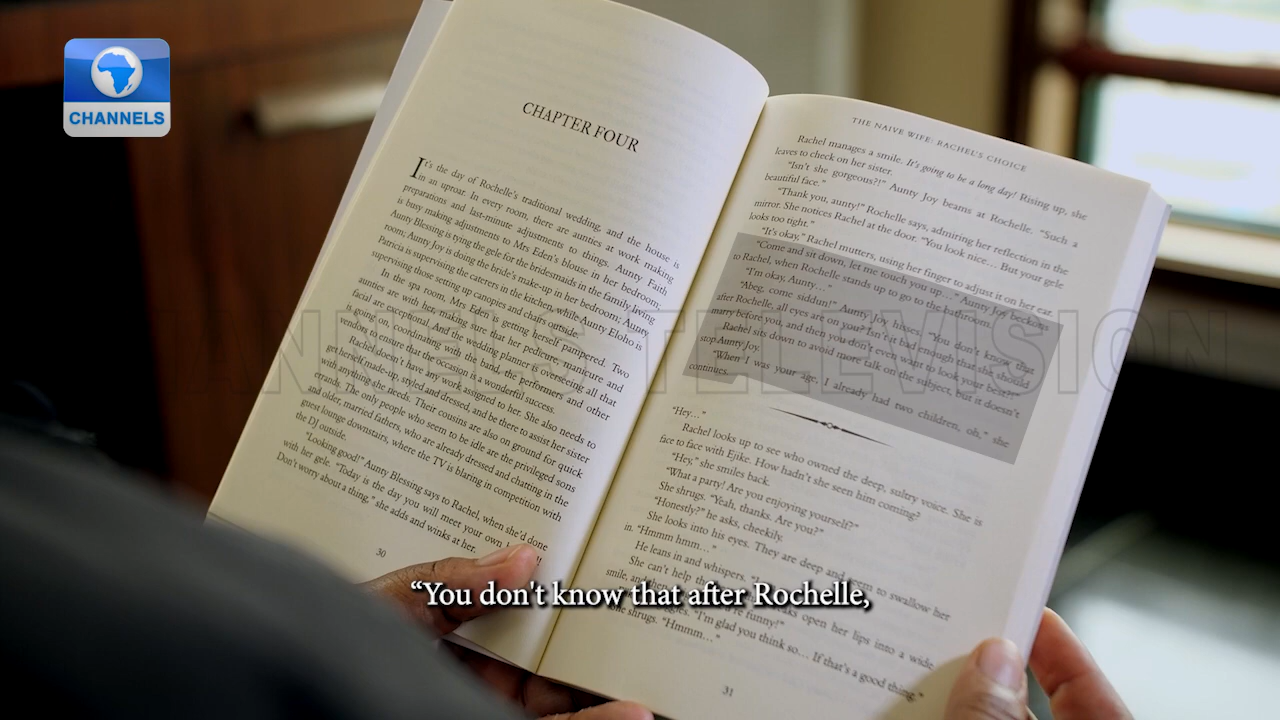 CHANNELS
CHAPTER FOUR
It's the day of Rochelle's traditional wedding, and the house is
in an uproar. In every room, there are aunties at work making
preparations and last-minute adjustments to things. Aunty Faith
is busy making adjustments to Mrs Eden's blouse in her bedroom,
Aunty Blessing is tying the gele for the bridesmaids in the family living
room; Aunty Joy is doing the bride's make-up in her bedroom; Aunty
Patricia is supervising the caterers in the kitchen, while Aunty Eloho is
supervising those setting up canopies and chairs outside.
In the spa room, Mrs Eden is getting herself pampered. Two
aunties are with her, making sure that her pedicure, manicure and
facial are exceptional. And the wedding planner is overseeing all that
is going on, coordinating with the band, the performers and other
vendors to ensure that the occasion is a wonderful success.
Rachel doesn't have any work assigned to her. She also needs to
get herself made-up, styled and dressed, and be there to assist her sister
with anything she needs. Their cousins are also on ground for quick
errands. The only people who seem to be idle are the privileged sons
and older, married fathers, who are already dressed and chatting in the
guest lounge downstairs, where the TV is blaring in competition with
the DJ outside.
"Looking good!" Aunty Blessing says to Rachel, when she'd done
with her gele. "Today is the day you will meet your own
Don't worry about a thing," she adds and winks at her.
30
THE NAIVE WIFE: RACHEL'S CHOICE
Rachel manages a smile. It's going to be a long day! Rising up, she
leaves to check on her sister.
"Isn't she gorgeous?!" Aunty Joy beams at Rochelle. "Such a
beautiful face."
"Thank you, aunty!" Rochelle says, admiring her reflection in the
mirror. She notices Rachel at the door. "You look nice… But your gele
looks too tight."
"It's okay," Rachel mutters, using her finger to adjust it on her ear.
"Come and sit down, let me touch you up…" Aunty Joy beckons
to Rachel, when Rochelle stands up to go to the bathroom.
"I'm okay, Aunty…"
"Abeg, come siddun!" Aunty Joy hisses. "You don't know that
after Rochelle, all eyes are on you? Isn't it bad enough that she should
marry before you, and then you don't even want to look your best?!"
Rachel sits down to avoid more talk on the subject, but it doesn't
stop Aunty Joy.
"When I was your age, I already had two children, oh," she
continues.
"Hey…"
Rachel looks up to see who owned the deep, sultry voice. She is
face to face with Ejike. How hadn't she seen him coming?
"Hey," she smiles back.
"What a party! Are you enjoying yourself?"
She shrugs. "Yeah, thanks. Are you?"
"Honestly?" he asks, cheekily.
She looks into his eyes. They are deep and seem to swallow her
in. "Hmmm hmm…"
He leans in and whispers.
She can't help th open her lips into a wide
smile, and then funny!"
She shrugs. "I'm glad you think so… If that's a good thing."
"Hmmm…"
31
CHANNELS TELEVISION
“You don't know that after Rochelle,